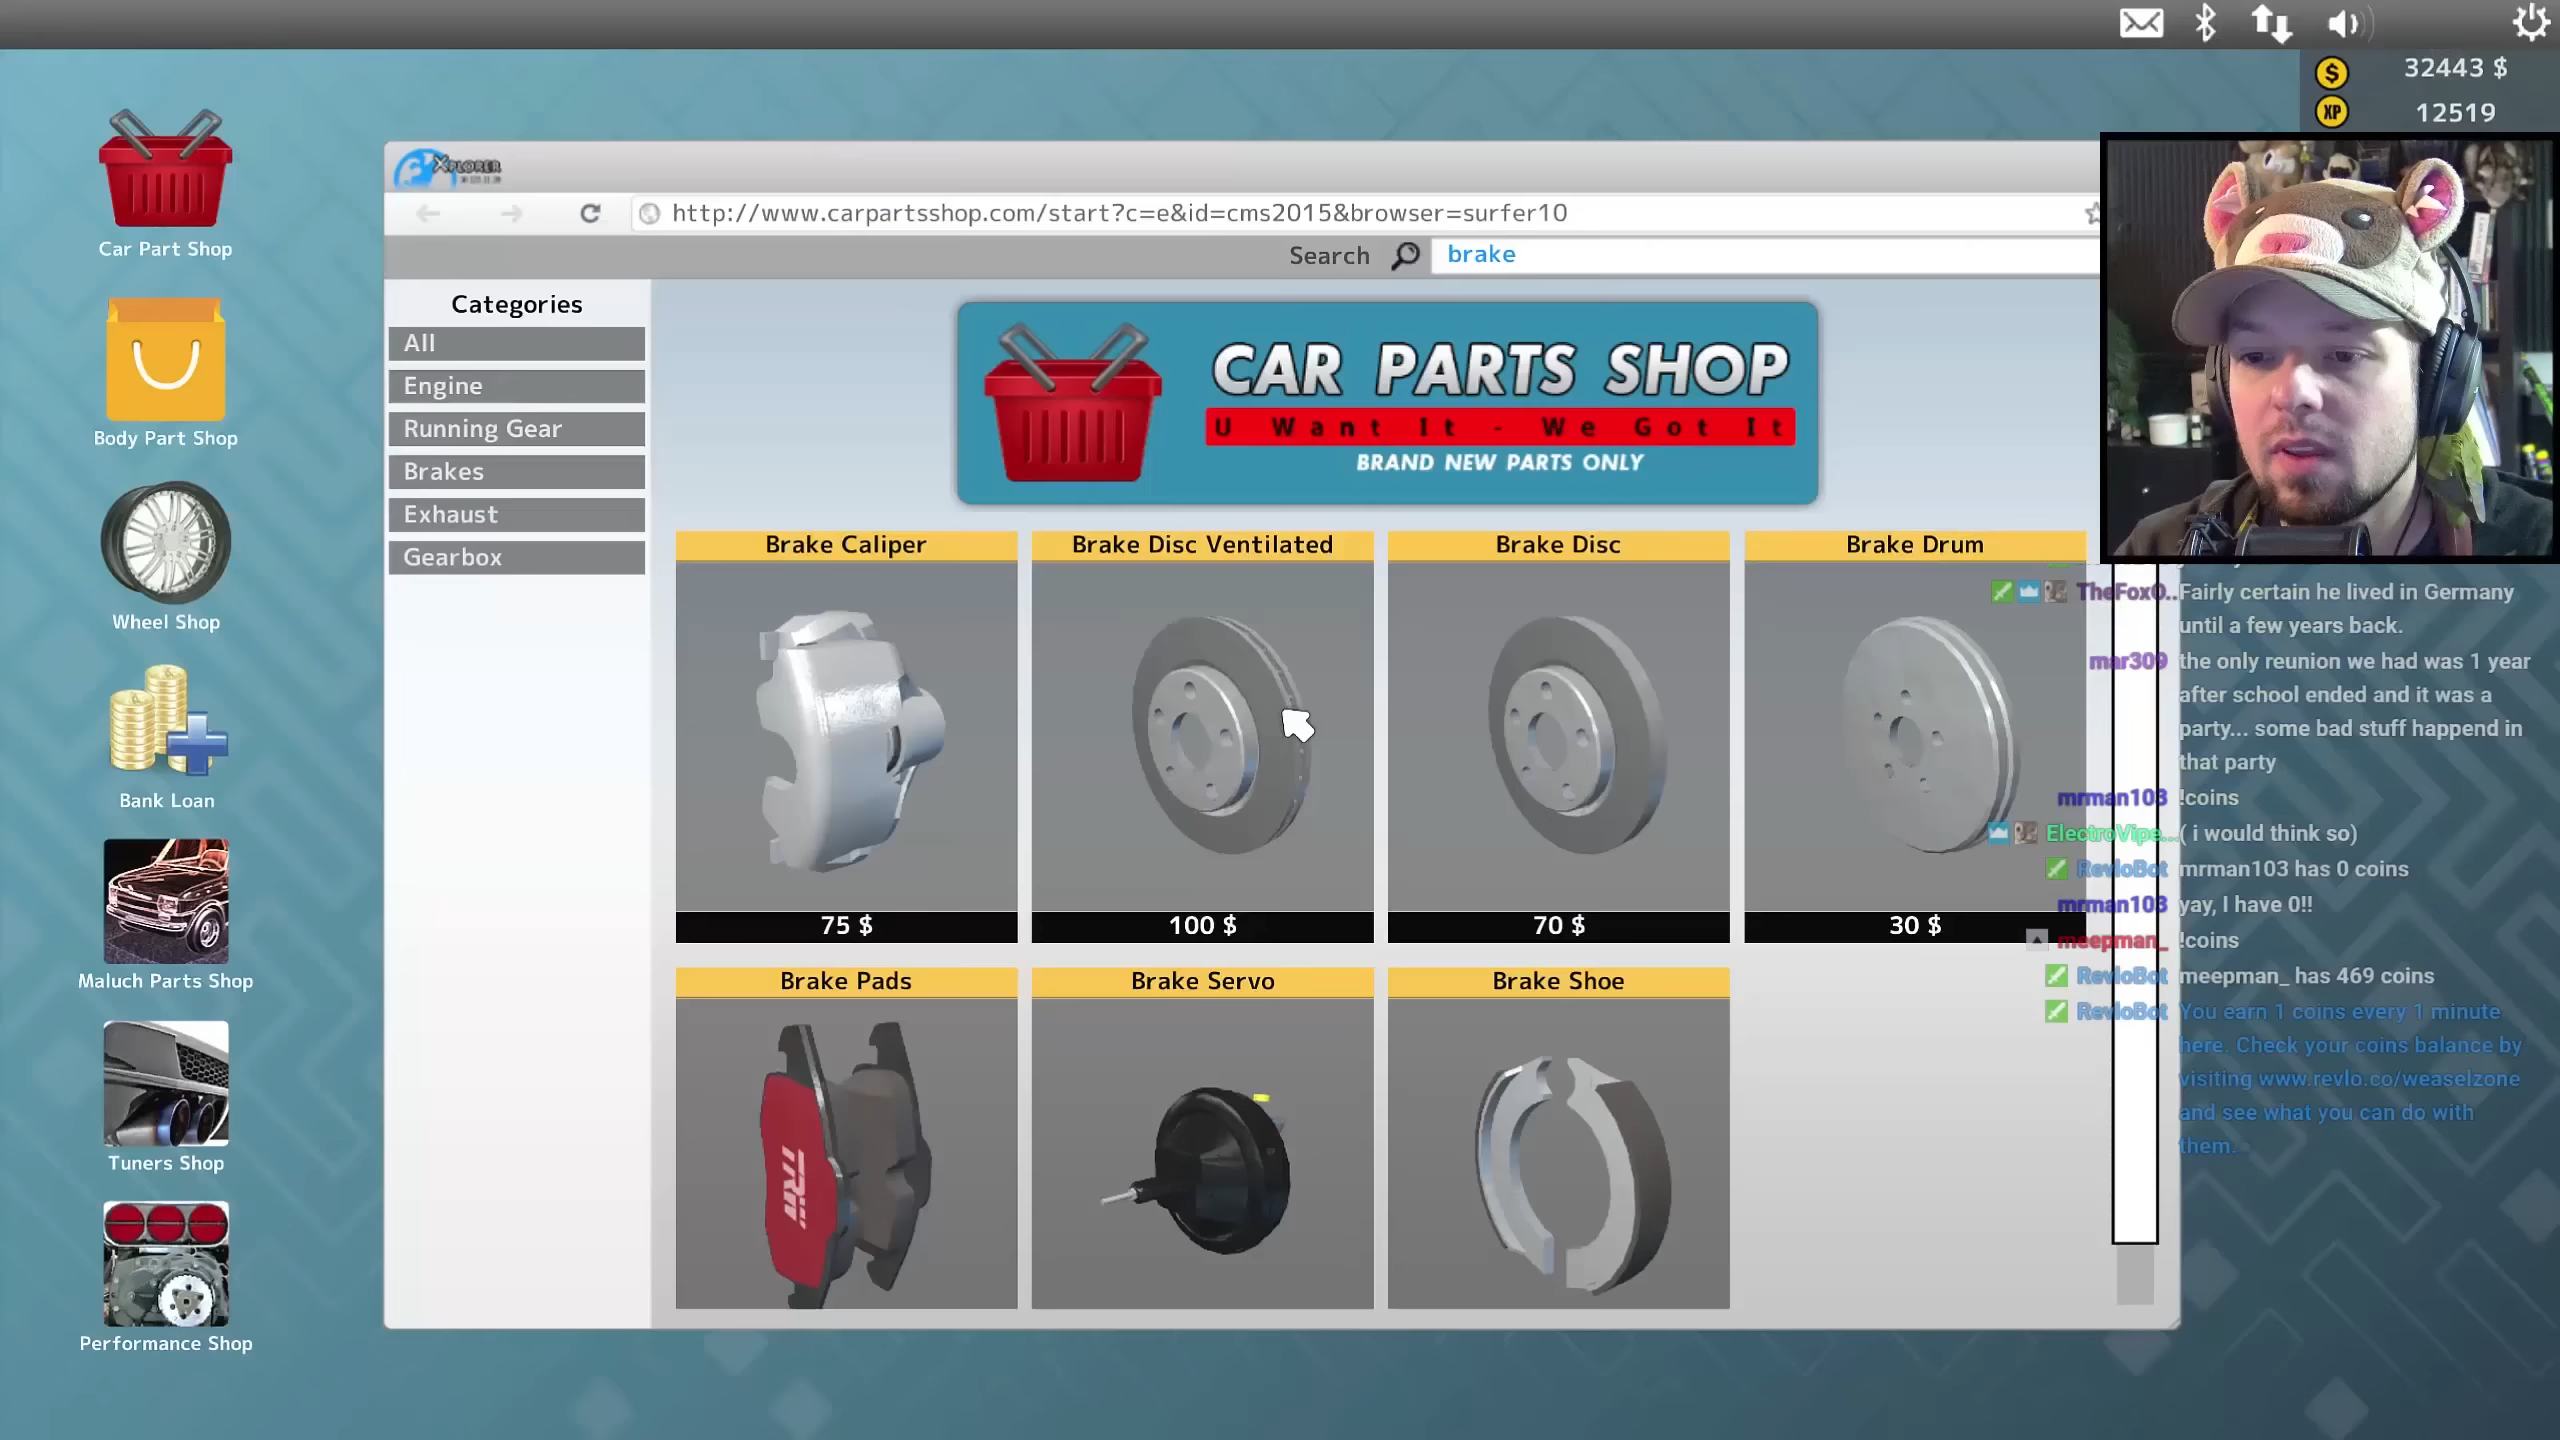 32443 $
XP 12519
Car Part Shop
Body Part Shop
Wheel Shop
Bank Loan
Maluch Parts Shop
Tuners Shop
Performance Shop
XPLORER
http://www.carpartsshop.com/start?c=e&id=cms2015&browser=surfer10
Search brake
Categories
All
Engine
Running Gear
Brakes
Exhaust
Gearbox
CAR PARTS SHOP
U Want It - We Got It
BRAND NEW PARTS ONLY
Brake Caliper
Brake Disc Ventilated
Brake Disc
Brake Drum
75 $
100 $
70 $
30 $
Brake Pads
Brake Servo
Brake Shoe
TRW
TheFoxO.. Fairly certain he lived in Germany
until a few years back.
mar309 the only reunion we had was 1 year
after school ended and it was a
party... some bad stuff happend in
that party
mrman103 !coins
ElectroVipe... ( i would think so)
RevloBot mrman103 has 0 coins
mrman103 yay, I have 0!!
meepman_ !coins
RevloBot meepman_ has 469 coins
RevloBot You earn 1 coins every 1 minute
here. Check your coins balance by
visiting www.revlo.co/weaselzone
and see what you can do with
them.